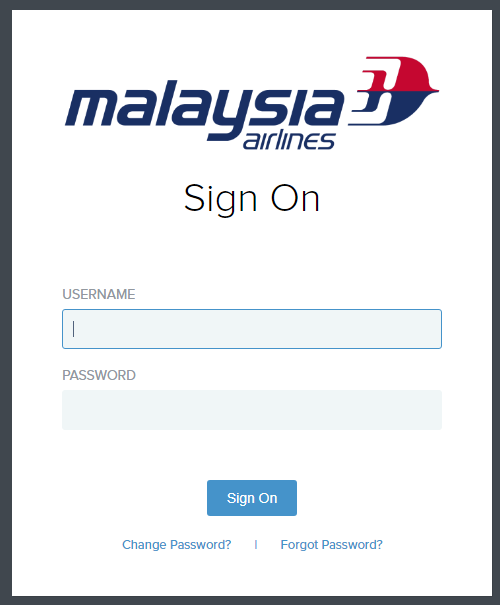 malaysia
airlines
Sign On
USERNAME
PASSWORD
Sign On
Change Password? | Forgot Password?